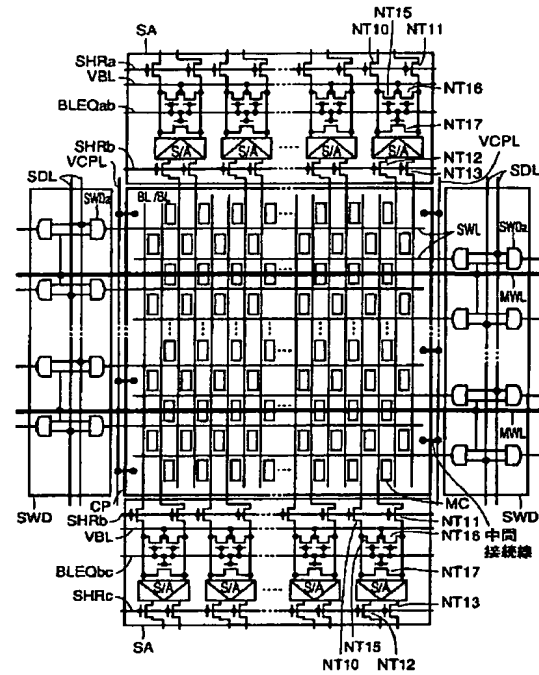 SA
NT15
NT10
NT11
SHRa
VBL
NT16
BLEQab
NT17
S/A
S/A
S/A
S/A
SHRb
VCPL
NT12
VCPL
NT13
SDL
SDL
SWDa
BL
/BL
SWL
SWDa
MWL
MWL
CP
MC
SWD
SWD
SHRb
NT11
VBL
NT16
中間
接続線
BLEQbc
NT17
S/A
S/A
S/A
S/A
SHRc
NT13
SA
NT15
NT10
NT12